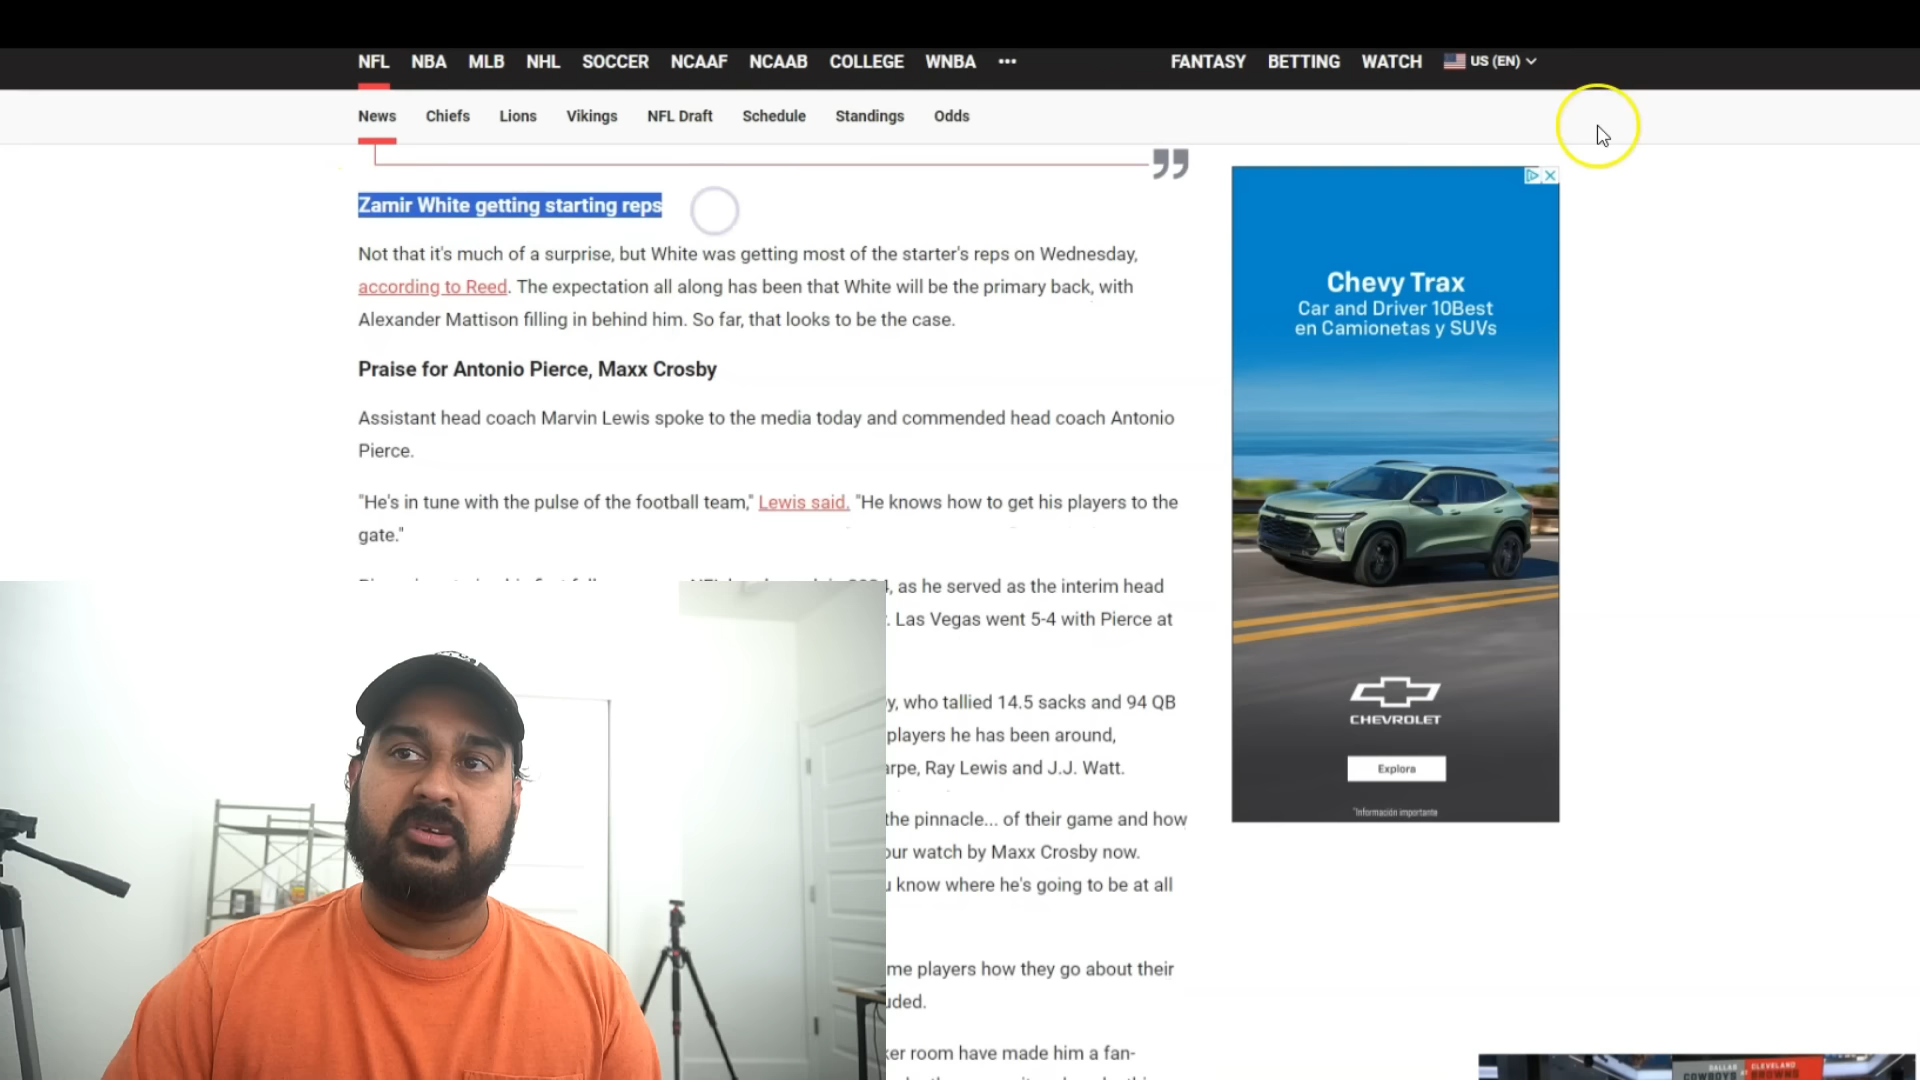 NFL NBA MLB NHL SOCCER NCAAF NCAAB COLLEGE WNBA ••• FANTASY BETTING WATCH US (EN)
News Chiefs Lions Vikings NFL Draft Schedule Standings Odds
”
Zamir White getting starting reps
Not that it's much of a surprise, but White was getting most of the starter's reps on Wednesday,
according to Reed. The expectation all along has been that White will be the primary back, with
Alexander Mattison filling in behind him. So far, that looks to be the case.
Praise for Antonio Pierce, Maxx Crosby
Assistant head coach Marvin Lewis spoke to the media today and commended head coach Antonio
Pierce.
"He's in tune with the pulse of the football team," Lewis said. "He knows how to get his players to the
gate."
, as he served as the interim head
. Las Vegas went 5-4 with Pierce at
y, who tallied 14.5 sacks and 94 QB
players he has been around,
arpe, Ray Lewis and J.J. Watt.
the pinnacle... of their game and how
our watch by Maxx Crosby now.
know where he's going to be at all
me players how they go about their
uded.
ker room have made him a fan-
Chevy Trax
Car and Driver 10Best
en Camionetas y SUVs
CHEVROLET
Explora
*Información importante
DALLAS
COWBOYS
CLEVELAND
BROWNS